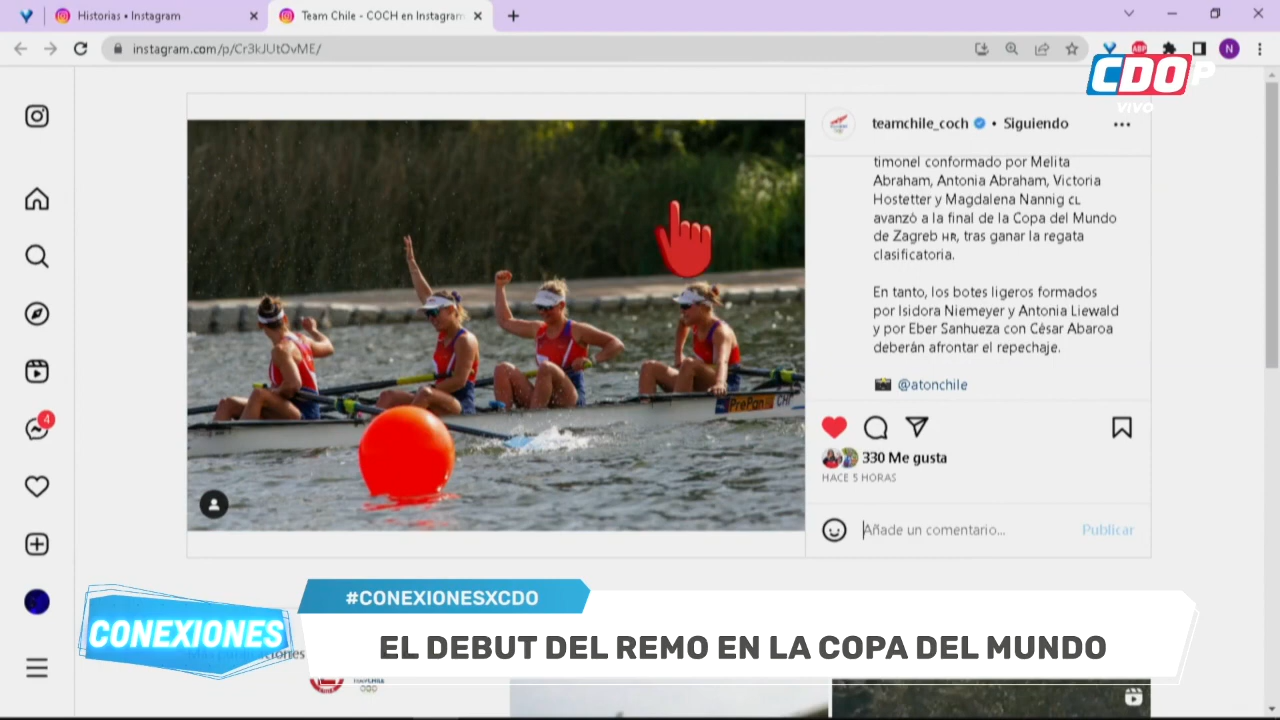 Historias • Instagram
Team Chile - COCH en Instagram
instagram.com/p/Cr3kJUtOvME/
ABP
N
CDO
P
VIVO
teamchile_coch • Siguiendo
timonel conformado por Melita
Abraham, Antonia Abraham, Victoria
Hostetter y Magdalena Nannig CL
avanzó a la final de la Copa del Mundo
de Zagreb HR, tras ganar la regata
clasificatoria.
En tanto, los botes ligeros formados
por Isidora Niemeyer y Antonia Liewald
y por Eber Sanhueza con César Abaroa
deberán afrontar el repechaje.
@atonchile
PrePan
CHI
4
330 Me gusta
HACE 5 HORAS
Añade un comentario...
Publicar
#CONEXIONESXCDO
CONEXIONES
EL DEBUT DEL REMO EN LA COPA DEL MUNDO